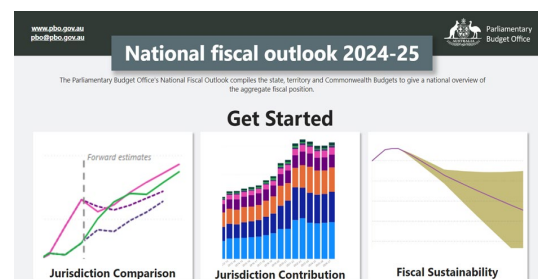 www.pbo.gov.au
pbo@pbo.gov.au
AUSTRALIA
Parliamentary
Budget Office
National fiscal outlook 2024-25
The Parliamentary Budget Office's National Fiscal Outlook compiles the state, territory and Commonwealth Budgets to give a national overview of
the aggregate fiscal position.
Get Started
Forward estimates
Jurisdiction Comparison
Jurisdiction Contribution
Fiscal Sustainability